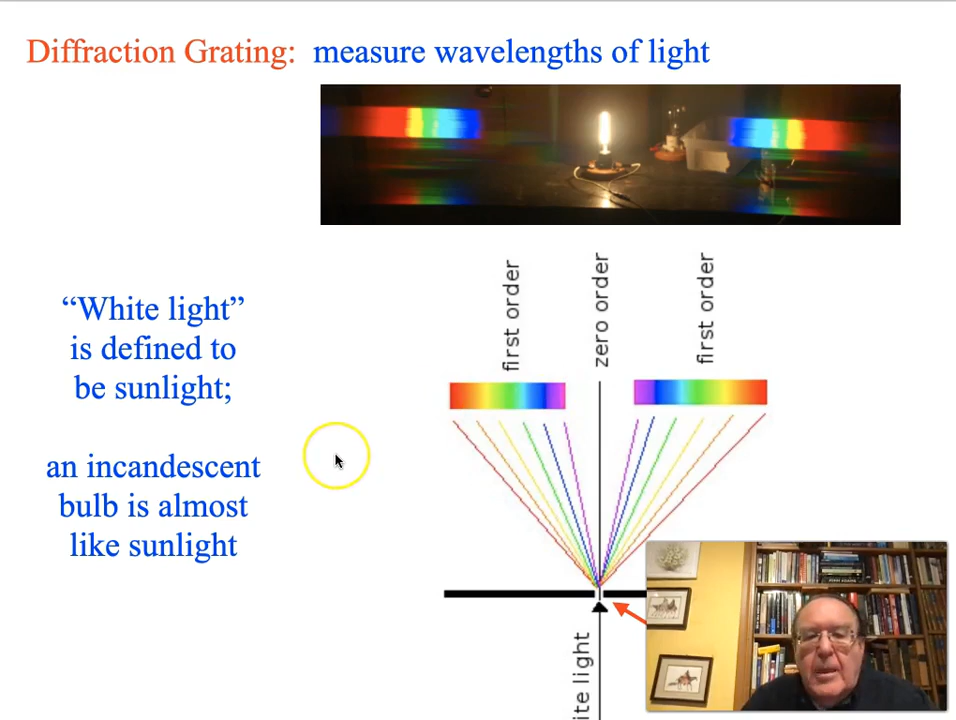 Diffraction Grating: measure wavelengths of light
first order
zero order
first order
“White light”
is defined to
be sunlight;
an incandescent
bulb is almost
like sunlight
ite light